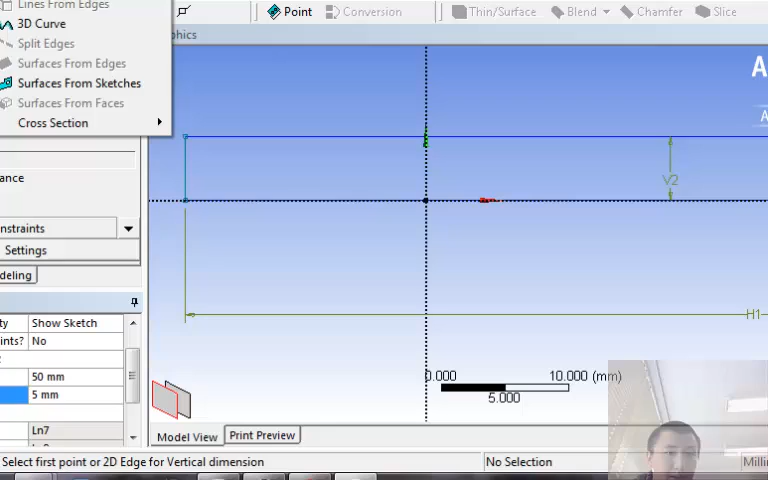 Lines From Edges
3D Curve
Split Edges
Surfaces From Edges
Surfaces From Sketches
Surfaces From Faces
Cross Section
Point
Conversion
Thin/Surface
Blend
Chamfer
Slice
phics
A
A
ance
nstraints
Settings
deling
ty
Show Sketch
ints?
No
50 mm
5 mm
Ln7
V2
H1
0.000
10.000 (mm)
5.000
Model View
Print Preview
Select first point or 2D Edge for Vertical dimension
No Selection
Millin